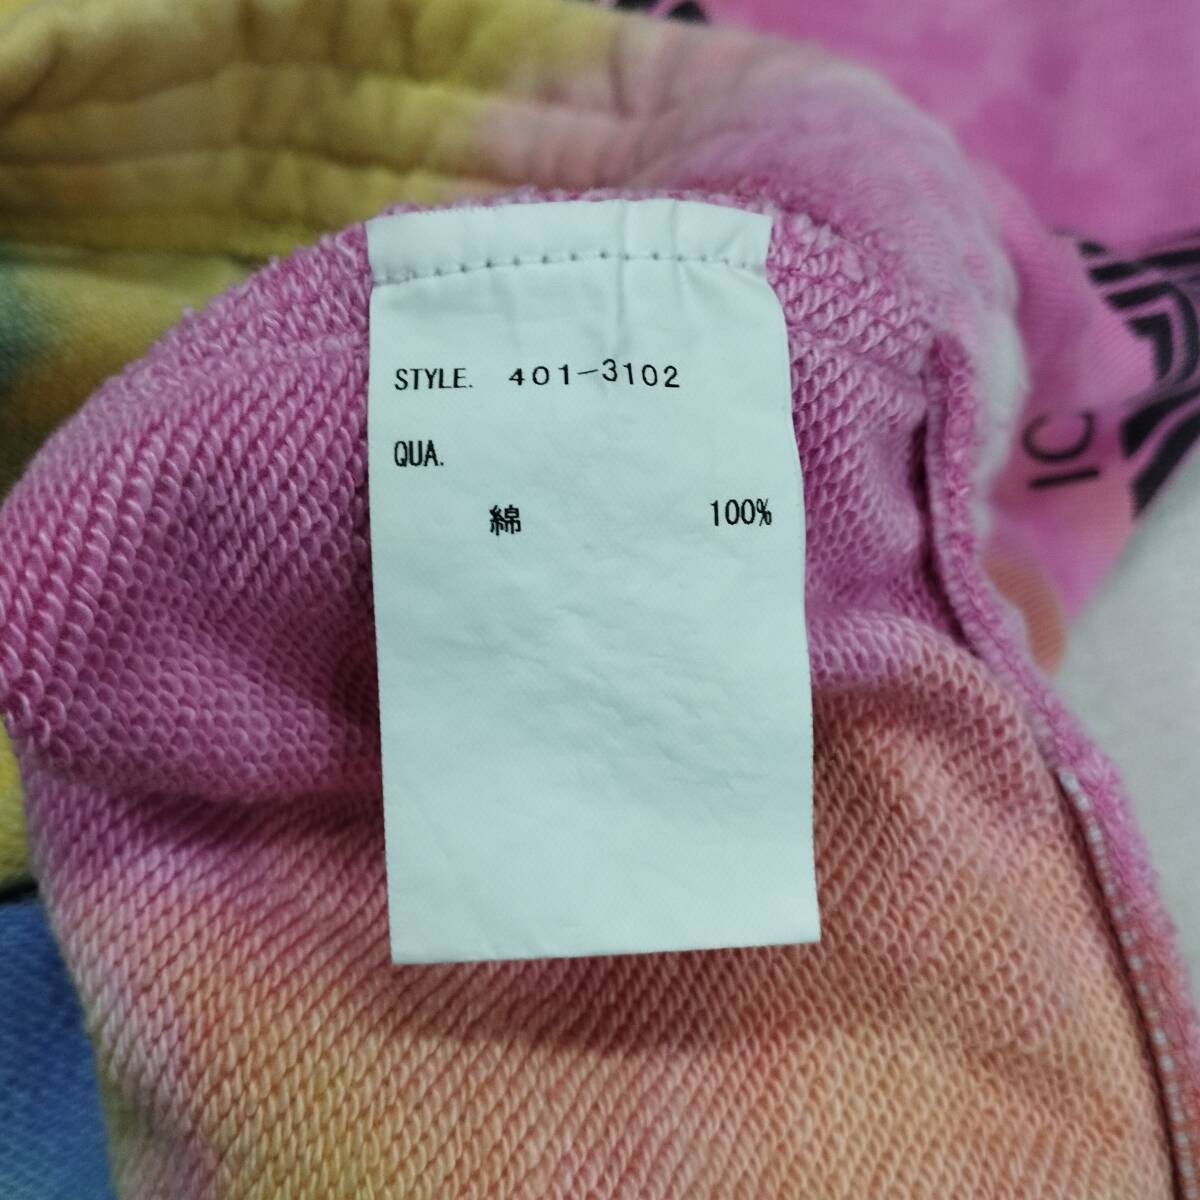 STYLE. 401-3102
QUA.
綿 100%
IC